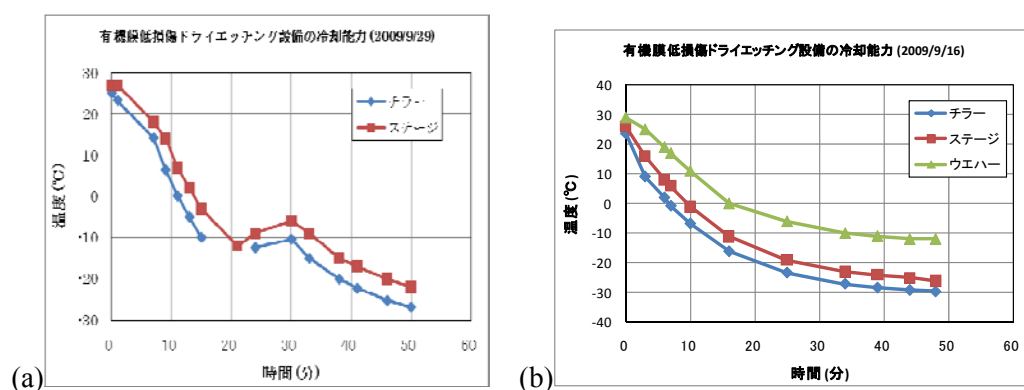 有機膜低損傷ドライエッチング設備の冷却能力(2009/9/29)
30
20
10
0
-10
-20
-30
温度(℃)
チラー
ステージ
0 10 20 30 40 50 60
時間(分)
(a)
有機膜低損傷ドライエッチング設備の冷却能力 (2009/9/16)
40
30
20
10
0
-10
-20
-30
-40
温度(℃)
チラー
ステージ
ウエハー
0 10 20 30 40 50 60
時間(分)
(b)